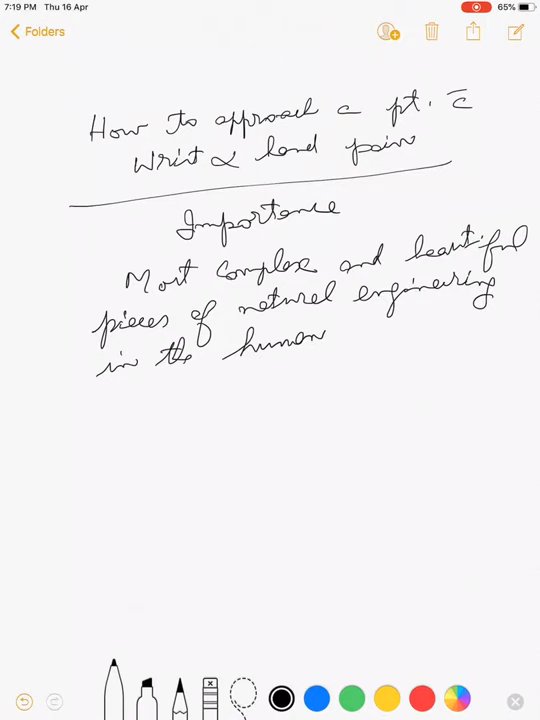 7:19 PM Thu 16 Apr 65%
Folders
How to approach a pt. c̅
Wrist & hand pain
Importance
Most complex and beautiful
pieces of natural engineering
in the human